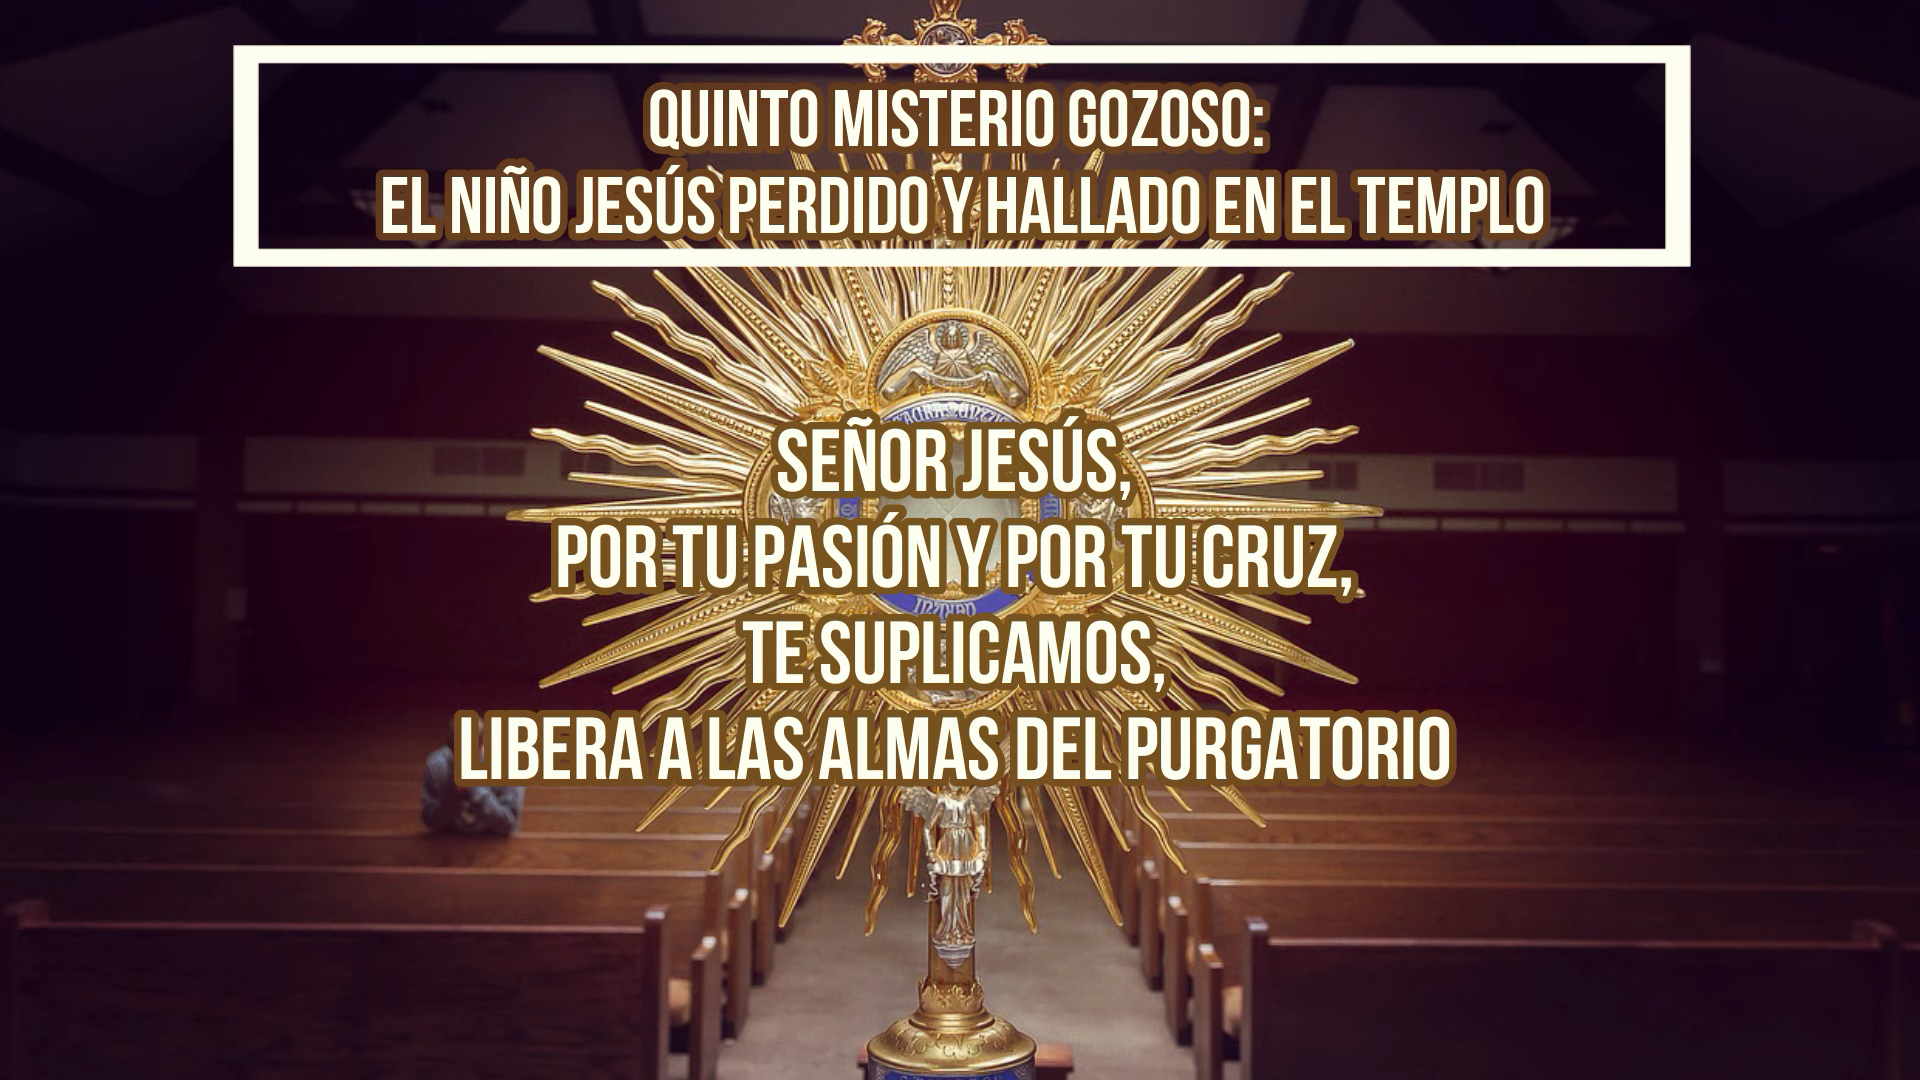 QUINTO MISTERIO GOZOSO:
EL NIÑO JESÚS PERDIDO Y HALLADO EN EL TEMPLO
SEÑOR JESÚS,
POR TU PASIÓN Y POR TU CRUZ,
TE SUPLICAMOS,
LIBERA A LAS ALMAS DEL PURGATORIO